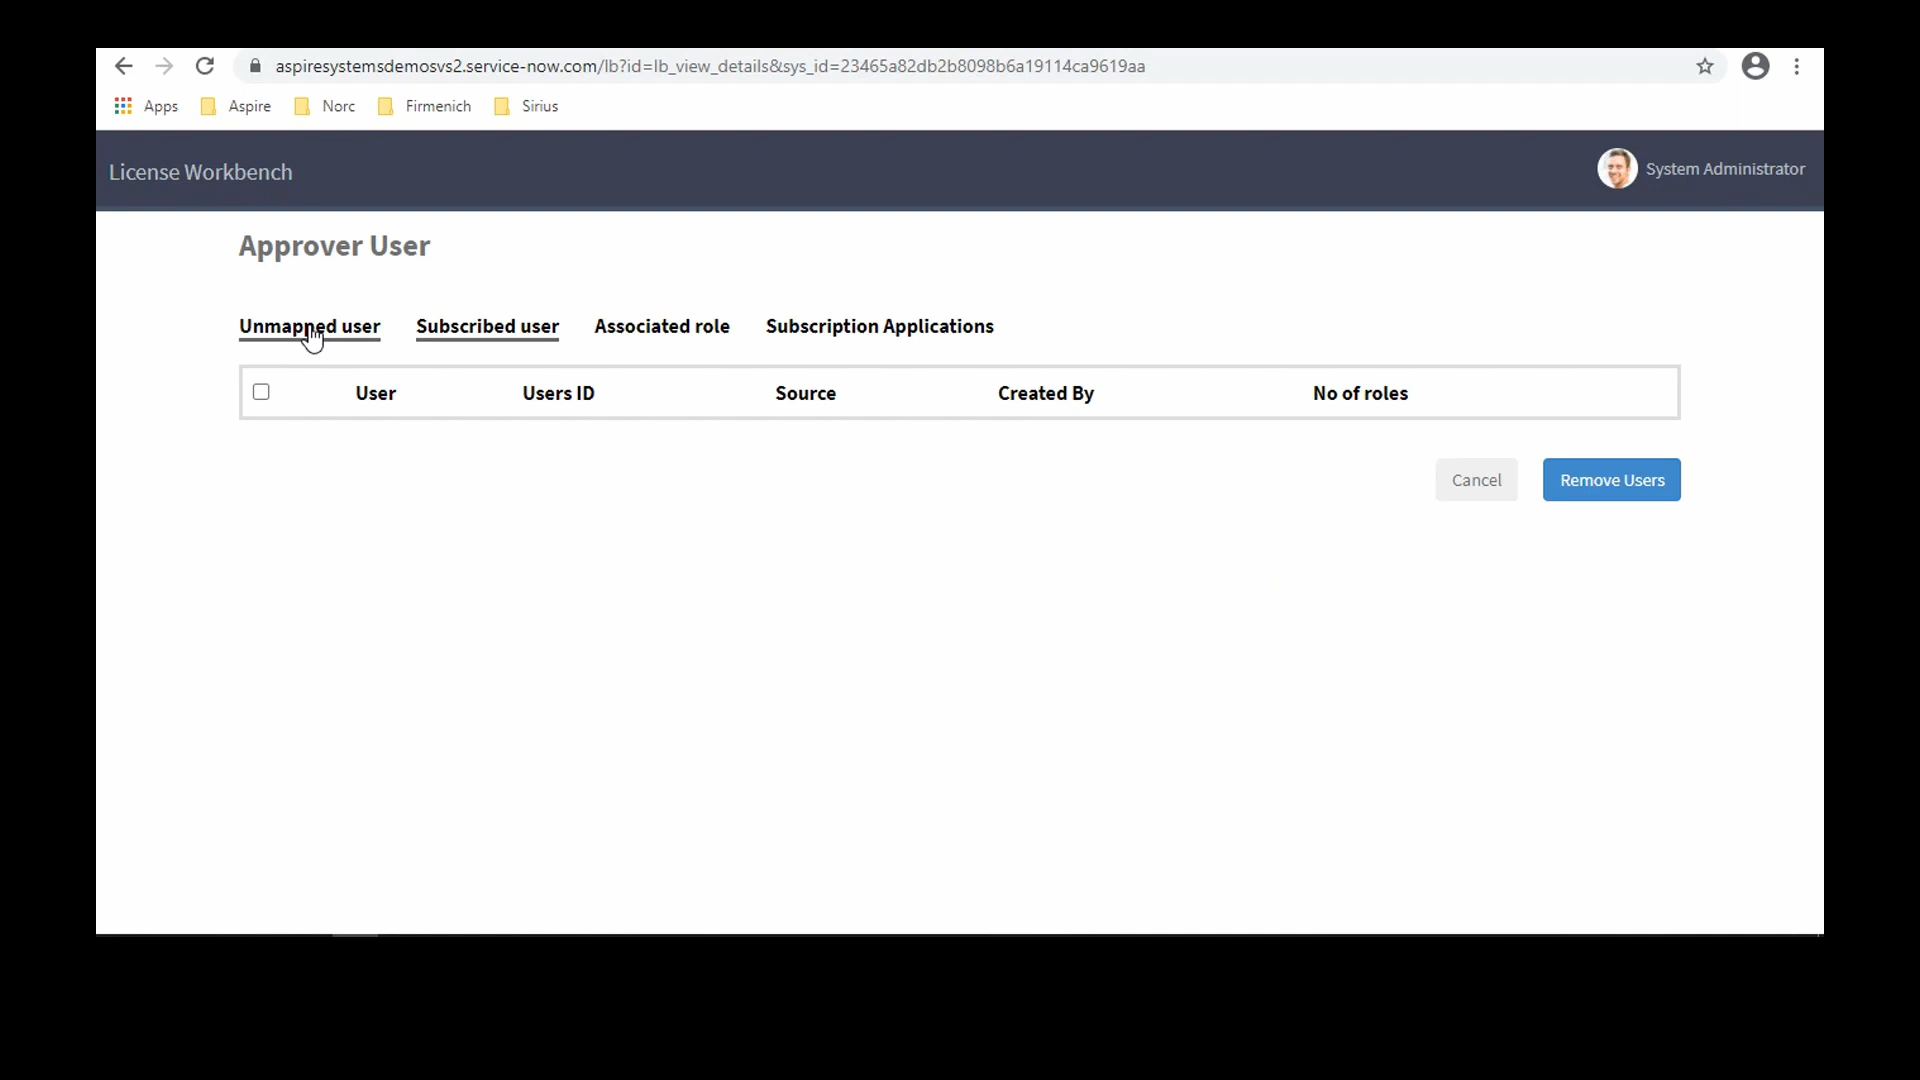 aspiresystemsdemosvs2.service-now.com/lb?id=lb_view_details&sys_id=23465a82db2b8098b6a19114ca9619aa
Apps Aspire Norc Firmenich Sirius
License Workbench System Administrator
Approver User
Unmapped user Subscribed user Associated role Subscription Applications
User Users ID Source Created By No of roles
Cancel Remove Users